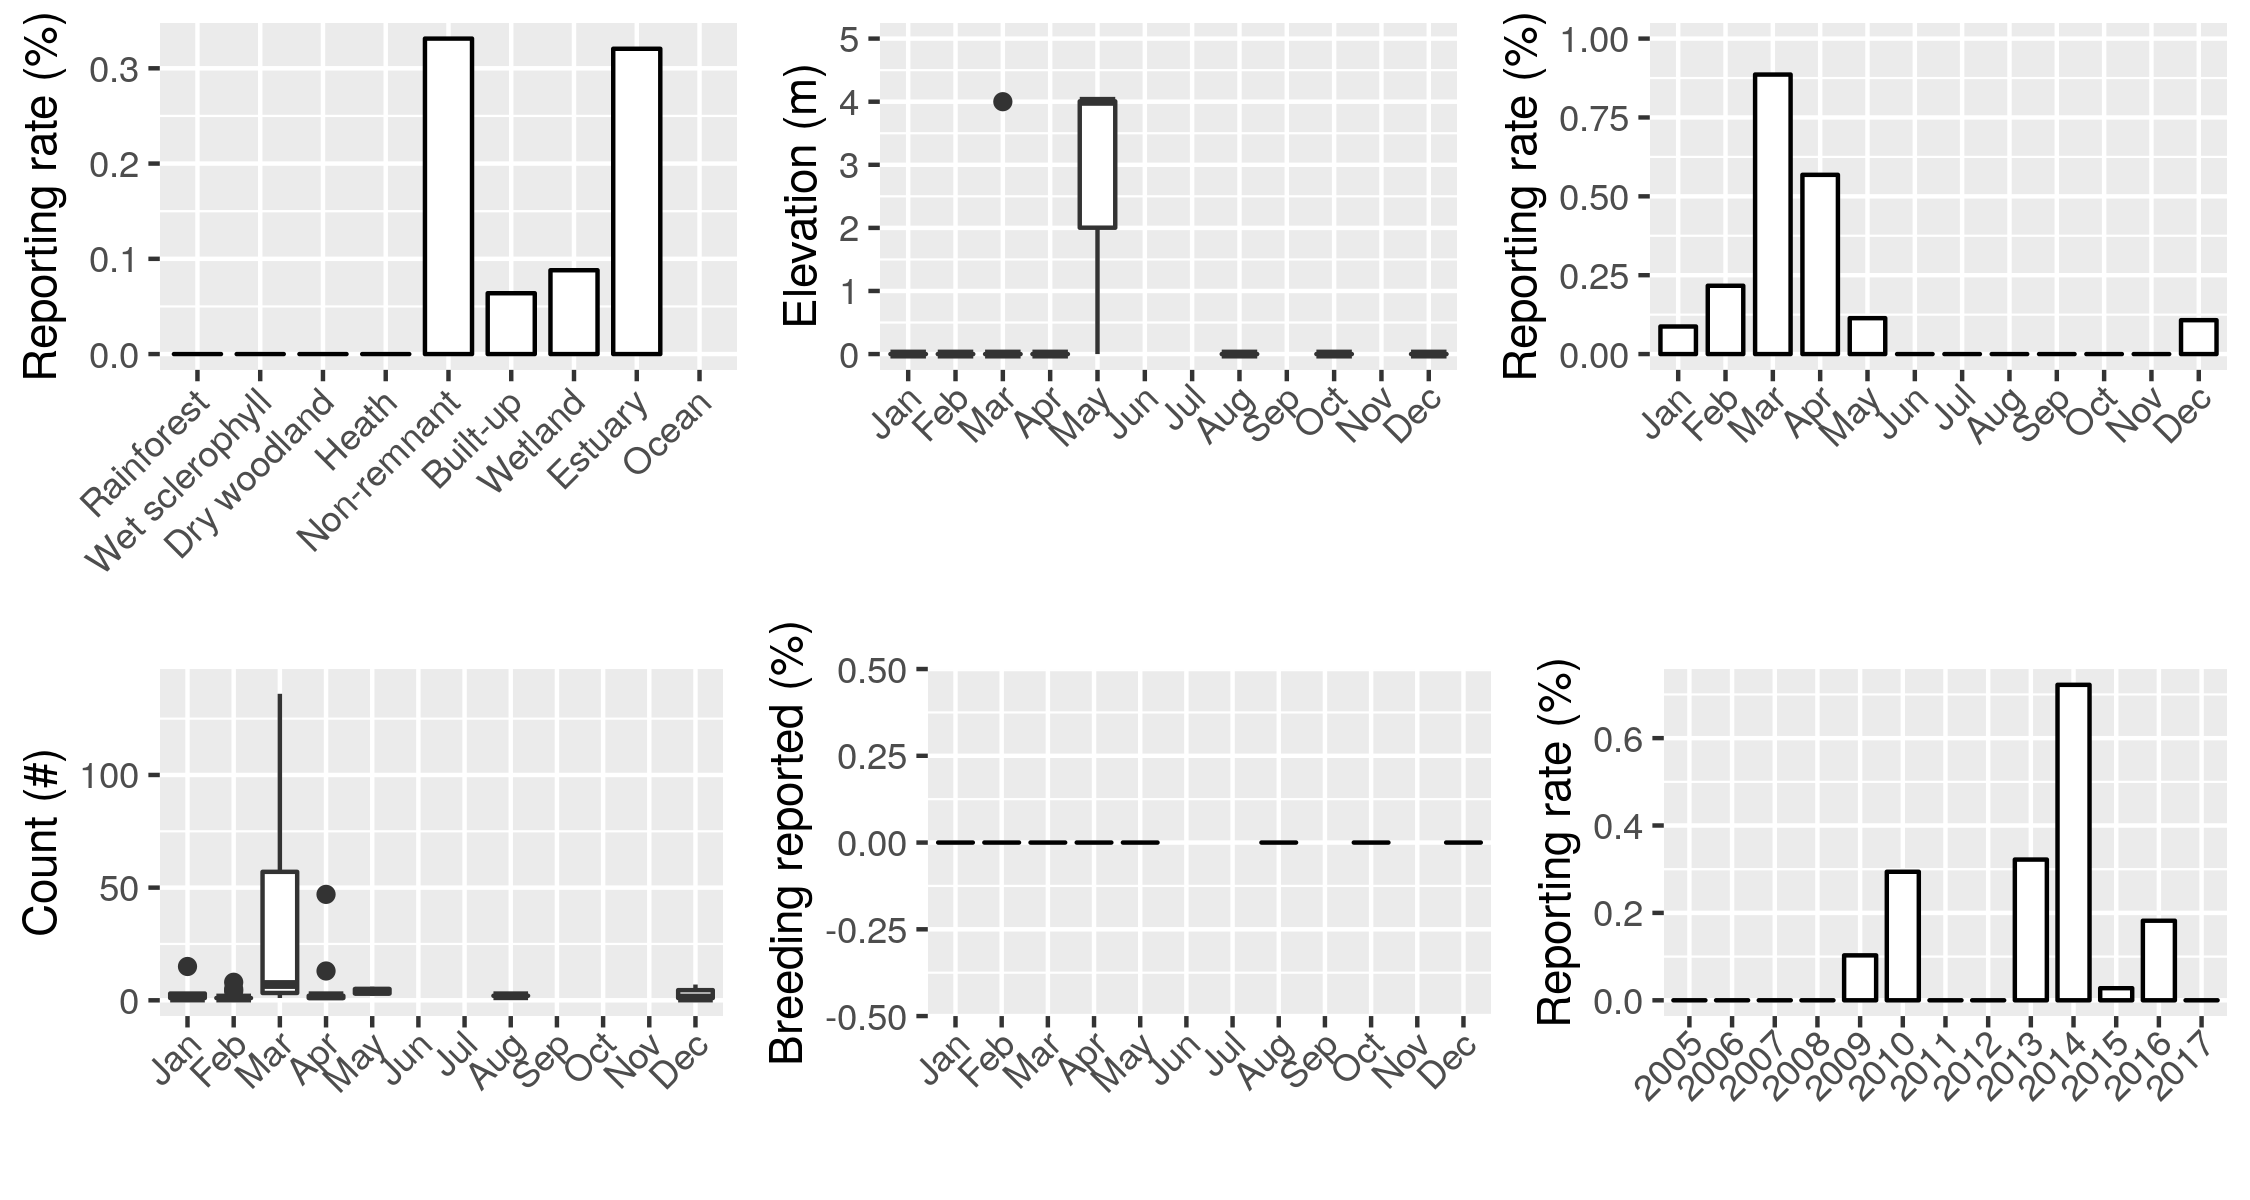 Reporting rate (%)
0.3
0.2
0.1
0.0
Rainforest
Wet sclerophyll
Dry woodland
Heath
Non-remnant
Built-up
Wetland
Estuary
Ocean
Elevation (m)
5
4
3
2
1
0
Jan
Feb
Mar
Apr
May
Jun
Jul
Aug
Sep
Oct
Nov
Dec
Reporting rate (%)
1.00
0.75
0.50
0.25
0.00
Jan
Feb
Mar
Apr
May
Jun
Jul
Aug
Sep
Oct
Nov
Dec
Count (#)
100
50
0
Jan
Feb
Mar
Apr
May
Jun
Jul
Aug
Sep
Oct
Nov
Dec
Breeding reported (%)
0.50
0.25
0.00
-0.25
-0.50
Jan
Feb
Mar
Apr
May
Jun
Jul
Aug
Sep
Oct
Nov
Dec
Reporting rate (%)
0.6
0.4
0.2
0.0
2005
2006
2007
2008
2009
2010
2011
2012
2013
2014
2015
2016
2017